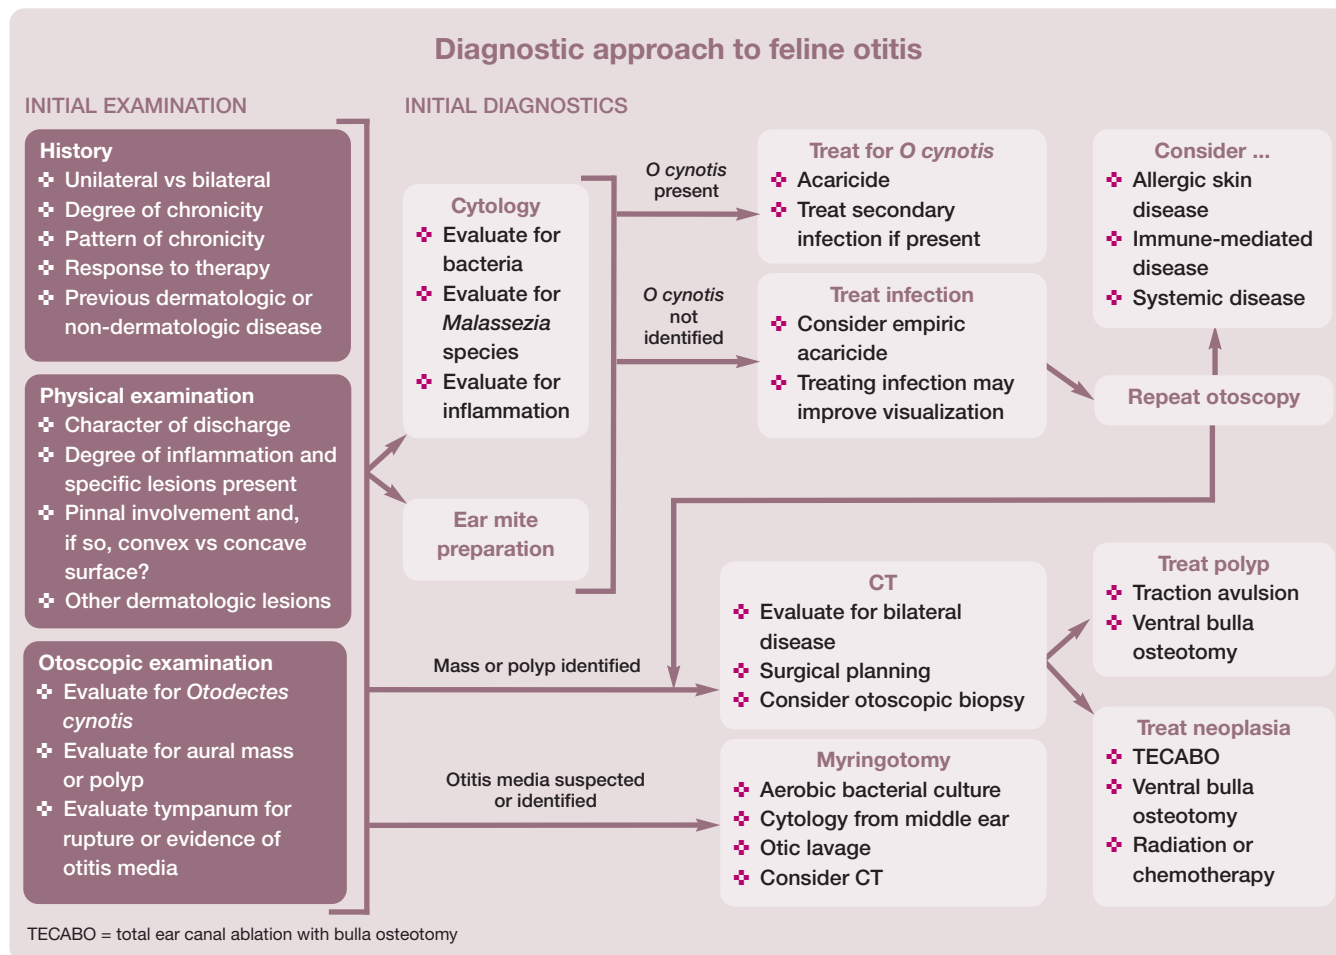 Diagnostic approach to feline otitis
INITIAL EXAMINATION
History
Unilateral vs bilateral
Degree of chronicity
Pattern of chronicity
Response to therapy
Previous dermatologic or
non-dermatologic disease
Physical examination
Character of discharge
Degree of inflammation and
specific lesions present
Pinnal involvement and,
if so, convex vs concave
surface?
Other dermatologic lesions
Otoscopic examination
Evaluate for Otodectes
cynotis
Evaluate for aural mass
or polyp
Evaluate tympanum for
rupture or evidence of
otitis media
INITIAL DIAGNOSTICS
Cytology
Evaluate for
bacteria
Evaluate for
Malassezia
species
Evaluate for
inflammation
Ear mite
preparation
O cynotis
present
Treat for O cynotis
Acaricide
Treat secondary
infection if present
O cynotis
not
identified
Treat infection
Consider empiric
acaricide
Treating infection may
improve visualization
Repeat otoscopy
Consider ...
Allergic skin
disease
Immune-mediated
disease
Systemic disease
Mass or polyp identified
CT
Evaluate for bilateral
disease
Surgical planning
Consider otoscopic biopsy
Treat polyp
Traction avulsion
Ventral bulla
osteotomy
Treat neoplasia
TECABO
Ventral bulla
osteotomy
Radiation or
chemotherapy
Otitis media suspected
or identified
Myringotomy
Aerobic bacterial culture
Cytology from middle ear
Otic lavage
Consider CT
TECABO = total ear canal ablation with bulla osteotomy